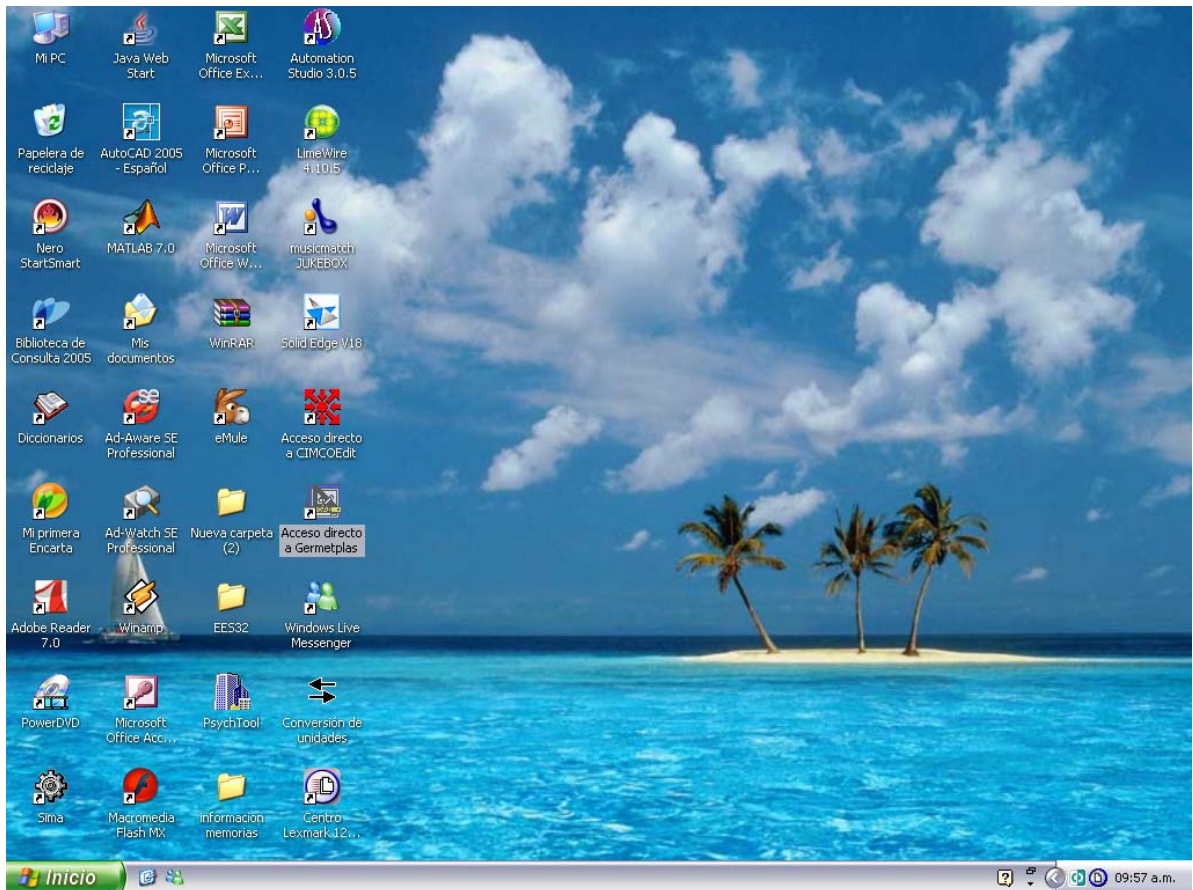 Mi PC
Java Web
Start
Microsoft
Office Ex...
Automation
Studio 3.0.5
Papelera de
reciclaje
AutoCAD 2005
- Español
Microsoft
Office P...
LimeWire
4.10.5
Nero
StartSmart
MATLAB 7.0
Microsoft
Office W...
musicmatch
JUKEBOX
Biblioteca de
Consulta 2005
Mis
documentos
WinRAR
Solid Edge V18
Diccionarios
Ad-Aware SE
Professional
eMule
Acceso directo
a CIMCOEdit
Mi primera
Encarta
Ad-Watch SE
Professional
Nueva carpeta
(2)
Acceso directo
a Germetplas
Adobe Reader
7.0
Winamp
EES32
Windows Live
Messenger
PowerDVD
Microsoft
Office Acc...
PsychTool
Conversión de
unidades
Sima
Macromedia
Flash MX
informacion
memorias
Centro
Lexmark 12...
Inicio
09:57 a.m.